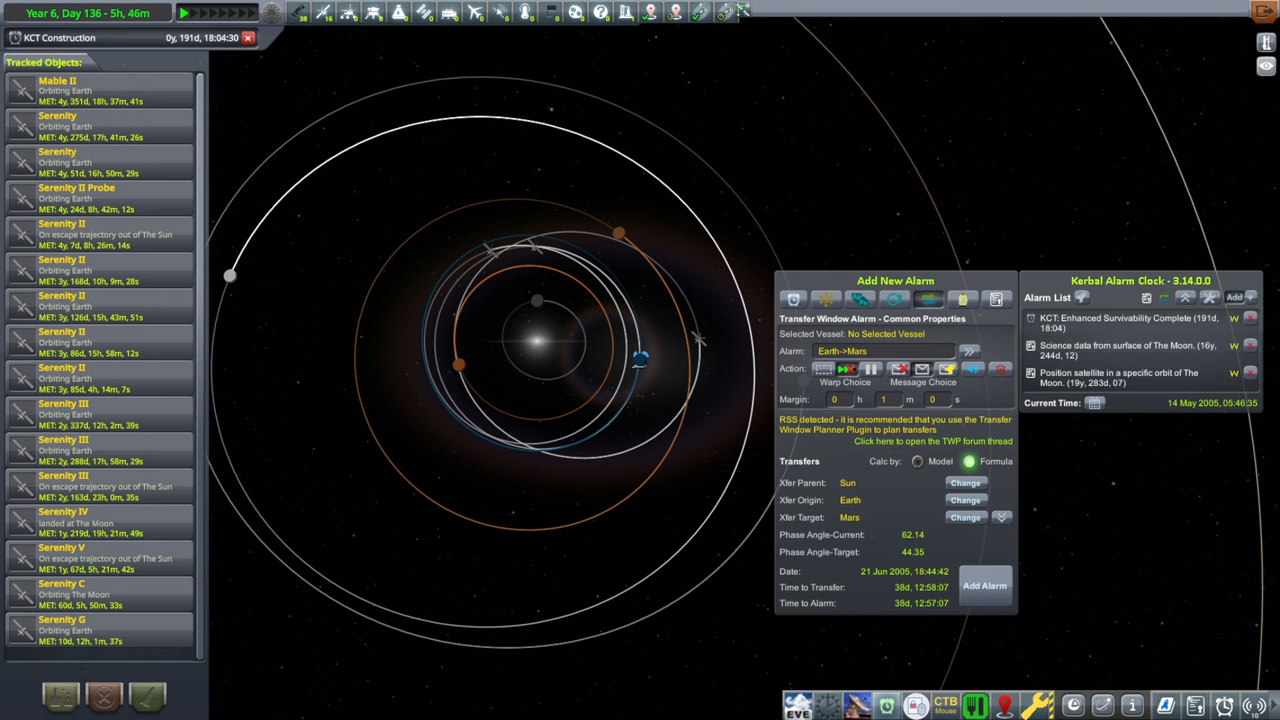 Year 6, Day 136 - 5h, 46m
38
16
KCT Construction 0y, 191d, 18:04:30
Tracked Objects:
Mable II
Orbiting Earth
MET: 4y, 351d, 18h, 37m, 41s
Serenity
Orbiting Earth
MET: 4y, 275d, 17h, 41m, 26s
Serenity
Orbiting Earth
MET: 4y, 51d, 16h, 50m, 29s
Serenity II Probe
Orbiting Earth
MET: 4y, 24d, 8h, 42m, 12s
Serenity II
On escape trajectory out of The Sun
MET: 4y, 7d, 8h, 26m, 14s
Serenity II
Orbiting Earth
MET: 3y, 168d, 10h, 9m, 28s
Serenity II
Orbiting Earth
MET: 3y, 126d, 15h, 43m, 51s
Serenity II
Orbiting Earth
MET: 3y, 86d, 15h, 58m, 12s
Serenity II
Orbiting Earth
MET: 3y, 85d, 4h, 14m, 7s
Serenity III
Orbiting Earth
MET: 2y, 337d, 12h, 2m, 39s
Serenity III
Orbiting Earth
MET: 2y, 288d, 17h, 58m, 29s
Serenity III
On escape trajectory out of The Sun
MET: 2y, 163d, 23h, 0m, 35s
Serenity IV
landed at The Moon
MET: 1y, 219d, 19h, 21m, 49s
Serenity V
On escape trajectory out of The Sun
MET: 1y, 67d, 5h, 21m, 42s
Serenity C
Orbiting The Moon
MET: 60d, 5h, 50m, 33s
Serenity G
Orbiting Earth
MET: 10d, 12h, 1m, 37s
Add New Alarm
Transfer Window Alarm - Common Properties
Selected Vessel: No Selected Vessel
Alarm: Earth->Mars
Action:
Warp Choice Message Choice
Margin: 0 h 1 m 0 s
RSS detected - it is recommended that you use the Transfer
Window Planner Plugin to plan transfers
Click here to open the TWP forum thread
Transfers Calc by: Model Formula
Xfer Parent: Sun Change
Xfer Origin: Earth Change
Xfer Target: Mars Change
Phase Angle-Current: 62.14
Phase Angle-Target: 44.35
Date: 21 Jun 2005, 18:44:42
Time to Transfer: 38d, 12:58:07
Time to Alarm: 38d, 12:57:07
Add Alarm
Kerbal Alarm Clock - 3.14.0.0
Alarm List Add +
KCT: Enhanced Survivability Complete (191d,
18:04) W
Science data from surface of The Moon. (16y,
244d, 12) W
Position satellite in a specific orbit of The
Moon. (19y, 283d, 07) W
Current Time: 14 May 2005, 05:46:35
EVE
CTB
Mouse
10